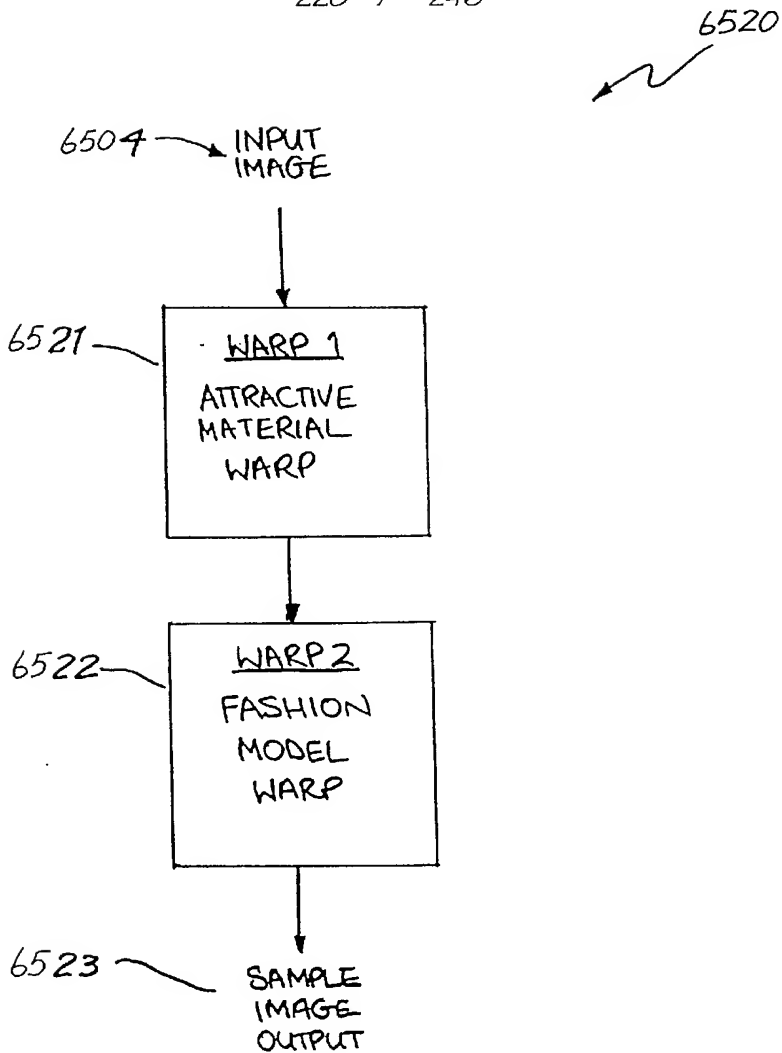 6520
6504
INPUT
IMAGE
6521
WARP 1
ATTRACTIVE
MATERIAL
WARP
6522
WARP 2
FASHION
MODEL
WARP
6523
SAMPLE
IMAGE
OUTPUT